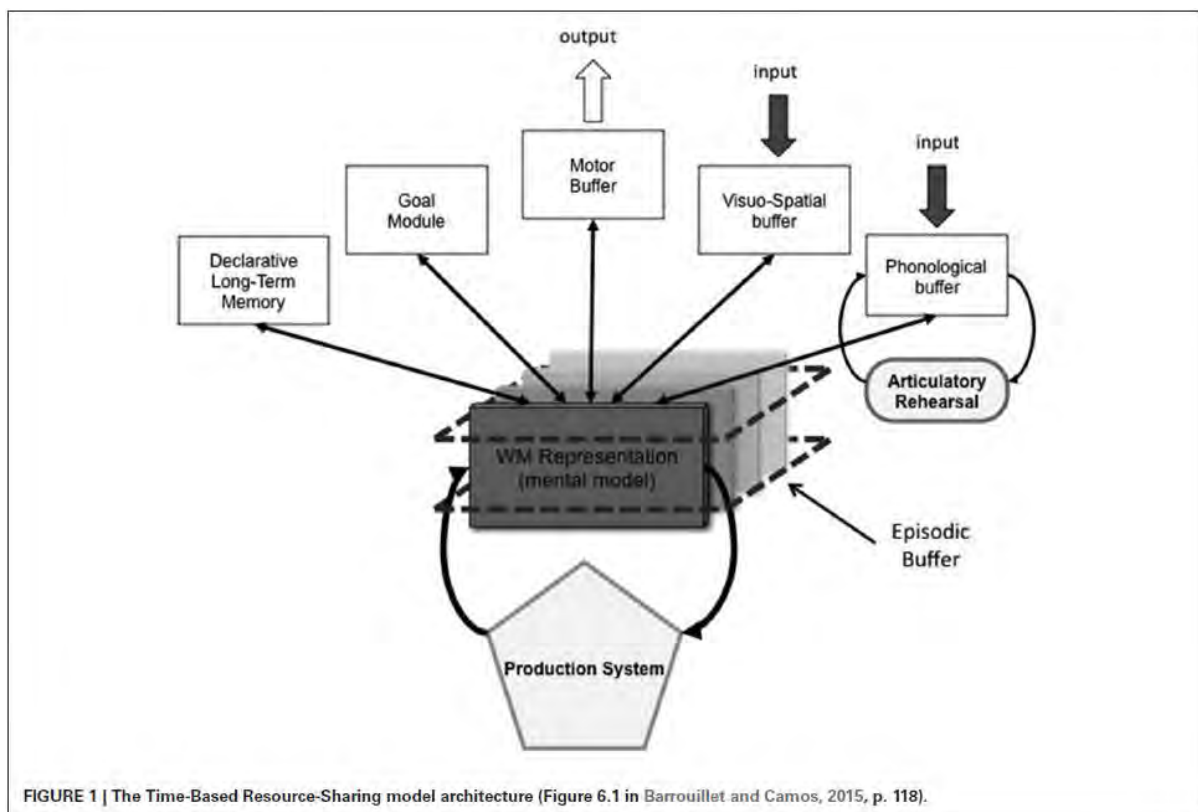 output
input
input
Motor
Buffer
Visuo-Spatial
buffer
Goal
Module
Phonological
buffer
Declarative
Long-Term
Memory
Articulatory
Rehearsal
WM Representation
(mental model)
Episodic
Buffer
Production System
FIGURE 1 | The Time-Based Resource-Sharing model architecture (Figure 6.1 in Barrouillet and Camos, 2015, p. 118).